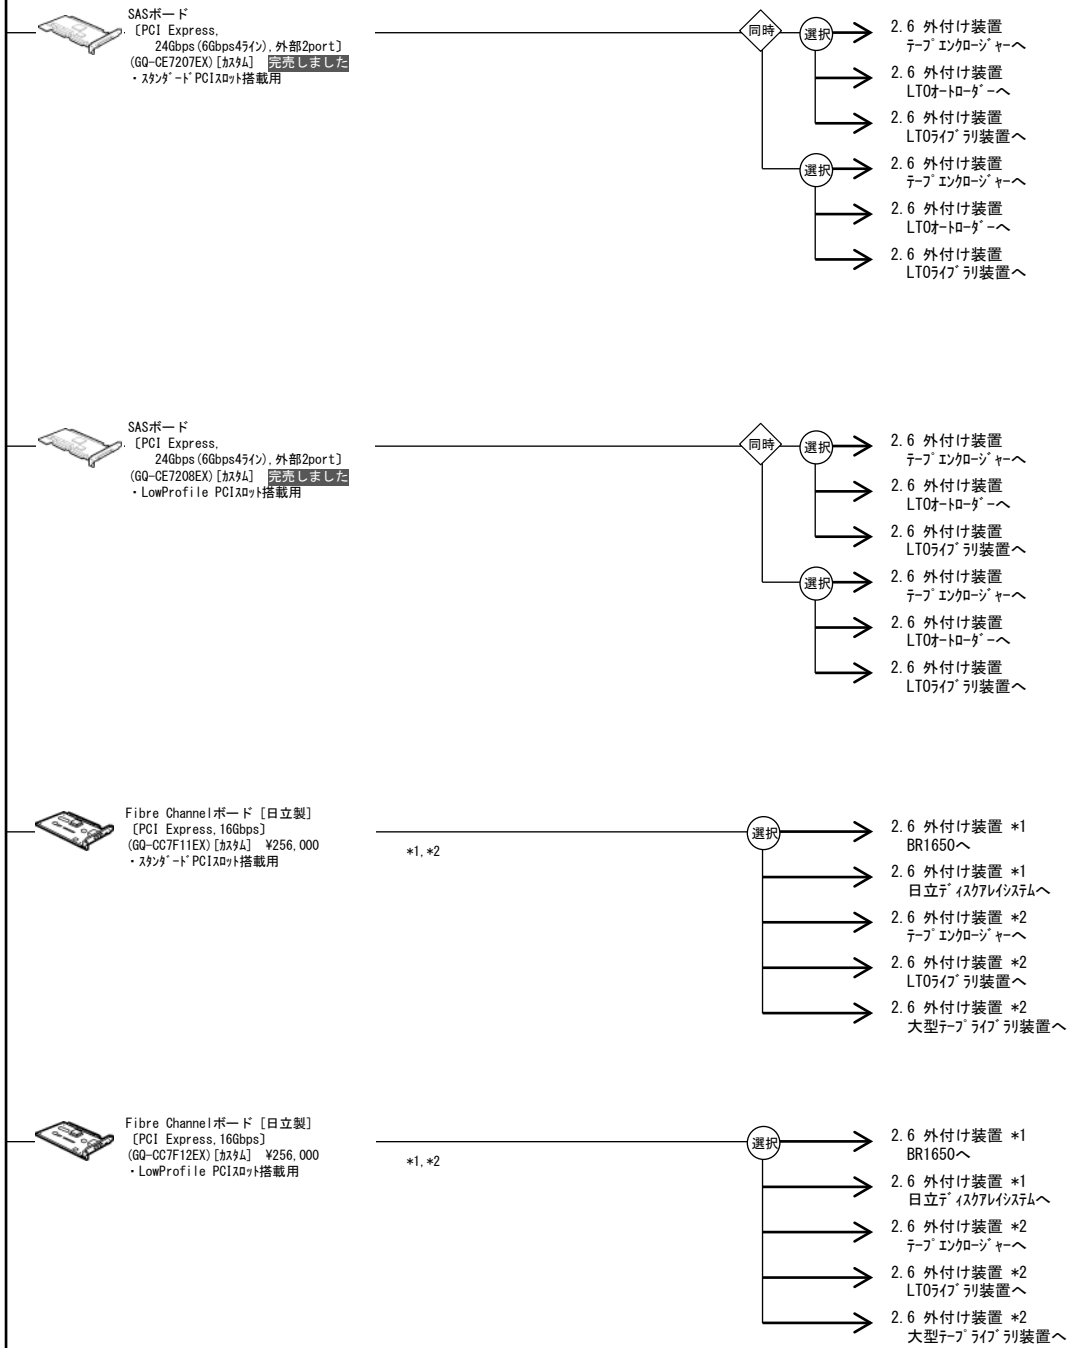 SASボード
〔PCI Express,
24Gbps(6Gbps4ﾗｲﾝ),外部2port〕
(GQ-CE7207EX)[ｶｽﾀﾑ] 完売しました
・ｽﾀﾝﾀﾞｰﾄﾞPCIｽﾛｯﾄ搭載用
同時
選択
2.6 外付け装置
ﾃｰﾌﾟｴﾝｸﾛｰｼﾞｬｰへ
2.6 外付け装置
LTOｵｰﾄﾛｰﾀﾞｰへ
2.6 外付け装置
LTOﾗｲﾌﾞﾗﾘ装置へ
選択
2.6 外付け装置
ﾃｰﾌﾟｴﾝｸﾛｰｼﾞｬｰへ
2.6 外付け装置
LTOｵｰﾄﾛｰﾀﾞｰへ
2.6 外付け装置
LTOﾗｲﾌﾞﾗﾘ装置へ
SASボード
〔PCI Express,
24Gbps(6Gbps4ﾗｲﾝ),外部2port〕
(GQ-CE7208EX)[ｶｽﾀﾑ] 完売しました
・LowProfile PCIｽﾛｯﾄ搭載用
同時
選択
2.6 外付け装置
ﾃｰﾌﾟｴﾝｸﾛｰｼﾞｬｰへ
2.6 外付け装置
LTOｵｰﾄﾛｰﾀﾞｰへ
2.6 外付け装置
LTOﾗｲﾌﾞﾗﾘ装置へ
選択
2.6 外付け装置
ﾃｰﾌﾟｴﾝｸﾛｰｼﾞｬｰへ
2.6 外付け装置
LTOｵｰﾄﾛｰﾀﾞｰへ
2.6 外付け装置
LTOﾗｲﾌﾞﾗﾘ装置へ
Fibre Channelボード [日立製]
〔PCI Express,16Gbps〕
(GQ-CC7F11EX)[ｶｽﾀﾑ] ¥256,000
・ｽﾀﾝﾀﾞｰﾄﾞPCIｽﾛｯﾄ搭載用
*1,*2
選択
2.6 外付け装置 *1
BR1650へ
2.6 外付け装置 *1
日立ﾃﾞｨｽｸｱﾚｲｼｽﾃﾑへ
2.6 外付け装置 *2
ﾃｰﾌﾟｴﾝｸﾛｰｼﾞｬｰへ
2.6 外付け装置 *2
LTOﾗｲﾌﾞﾗﾘ装置へ
2.6 外付け装置 *2
大型ﾃｰﾌﾟﾗｲﾌﾞﾗﾘ装置へ
Fibre Channelボード [日立製]
〔PCI Express,16Gbps〕
(GQ-CC7F12EX)[ｶｽﾀﾑ] ¥256,000
・LowProfile PCIｽﾛｯﾄ搭載用
*1,*2
選択
2.6 外付け装置 *1
BR1650へ
2.6 外付け装置 *1
日立ﾃﾞｨｽｸｱﾚｲｼｽﾃﾑへ
2.6 外付け装置 *2
ﾃｰﾌﾟｴﾝｸﾛｰｼﾞｬｰへ
2.6 外付け装置 *2
LTOﾗｲﾌﾞﾗﾘ装置へ
2.6 外付け装置 *2
大型ﾃｰﾌﾟﾗｲﾌﾞﾗﾘ装置へ